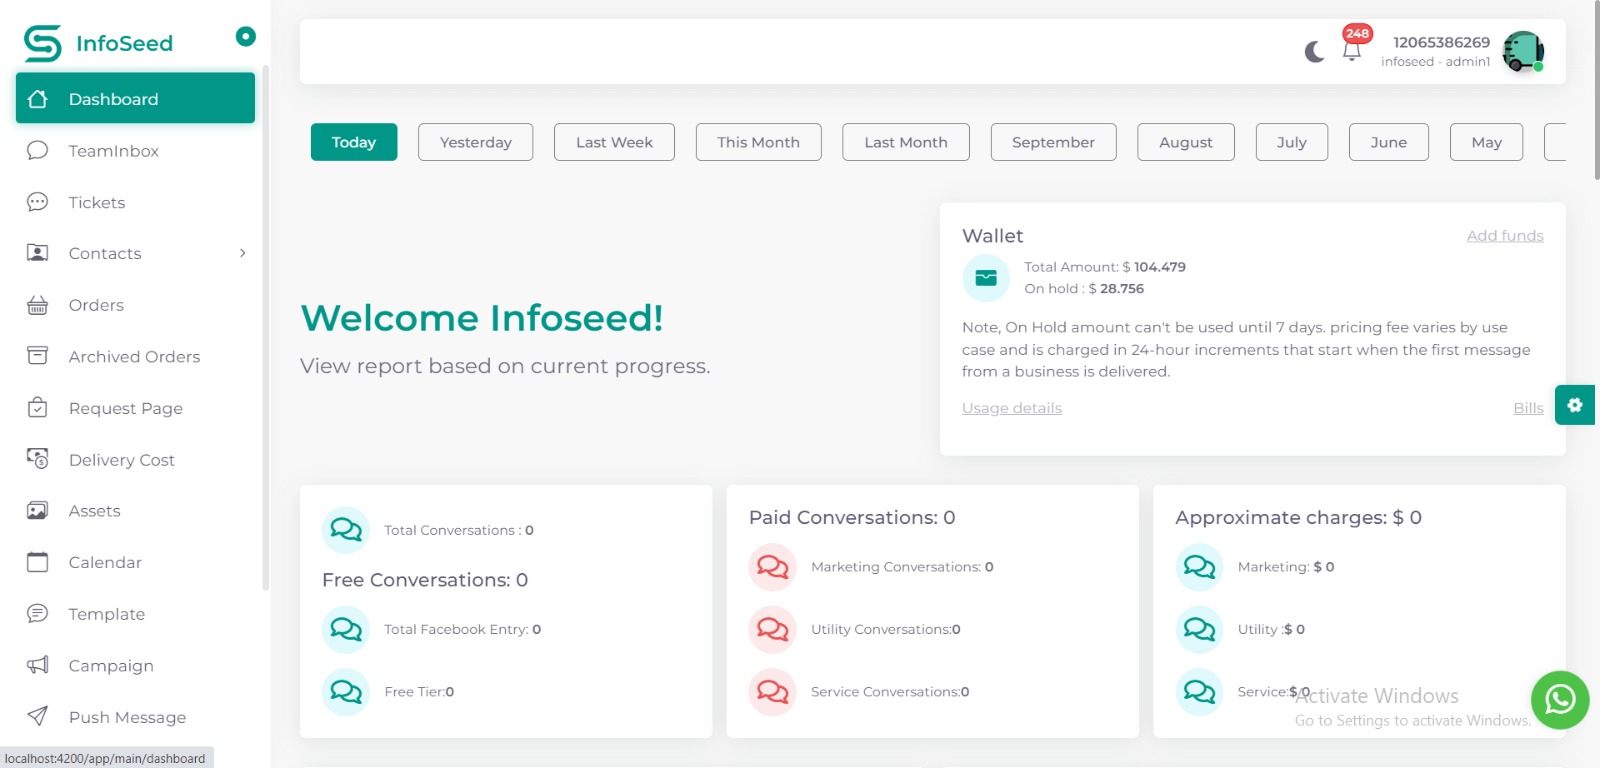 InfoSeed
Dashboard
TeamInbox
Tickets
Contacts
Orders
Archived Orders
Request Page
Delivery Cost
Assets
Calendar
Template
Campaign
Push Message
localhost:4200/app/main/dashboard
248
12065386269
infoseed - admin1
Today
Yesterday
Last Week
This Month
Last Month
September
August
July
June
May
Welcome Infoseed!
View report based on current progress.
Wallet
Add funds
Total Amount: $ 104.479
On hold : $ 28.756
Note, On Hold amount can't be used until 7 days. pricing fee varies by use
case and is charged in 24-hour increments that start when the first message
from a business is delivered.
Usage details
Bills
Total Conversations : 0
Free Conversations: 0
Total Facebook Entry: 0
Free Tier:0
Paid Conversations: 0
Marketing Conversations: 0
Utility Conversations:0
Service Conversations:0
Approximate charges: $ 0
Marketing: $ 0
Utility :$ 0
Service:$ 0
Activate Windows
Go to Settings to activate Windows.